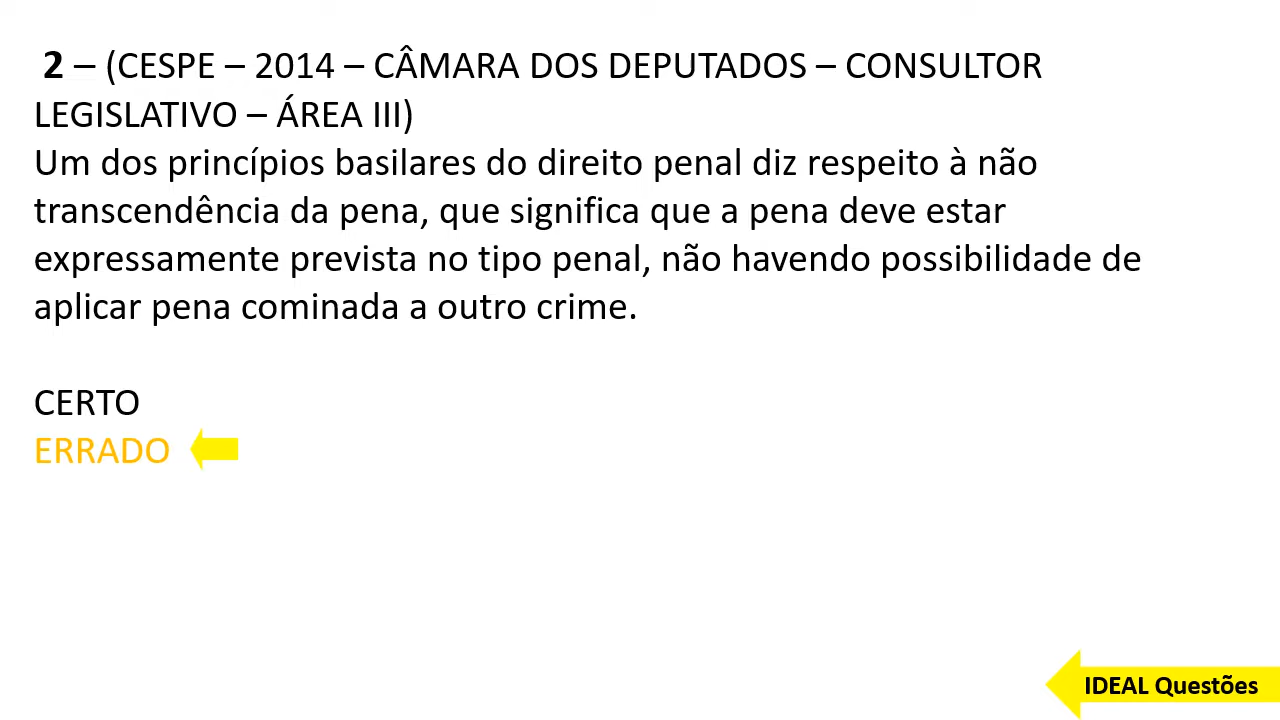 2 – (CESPE – 2014 – CÂMARA DOS DEPUTADOS – CONSULTOR
LEGISLATIVO – ÁREA III)
Um dos princípios basilares do direito penal diz respeito à não
transcendência da pena, que significa que a pena deve estar
expressamente prevista no tipo penal, não havendo possibilidade de
aplicar pena cominada a outro crime.
CERTO
ERRADO
IDEAL Questões